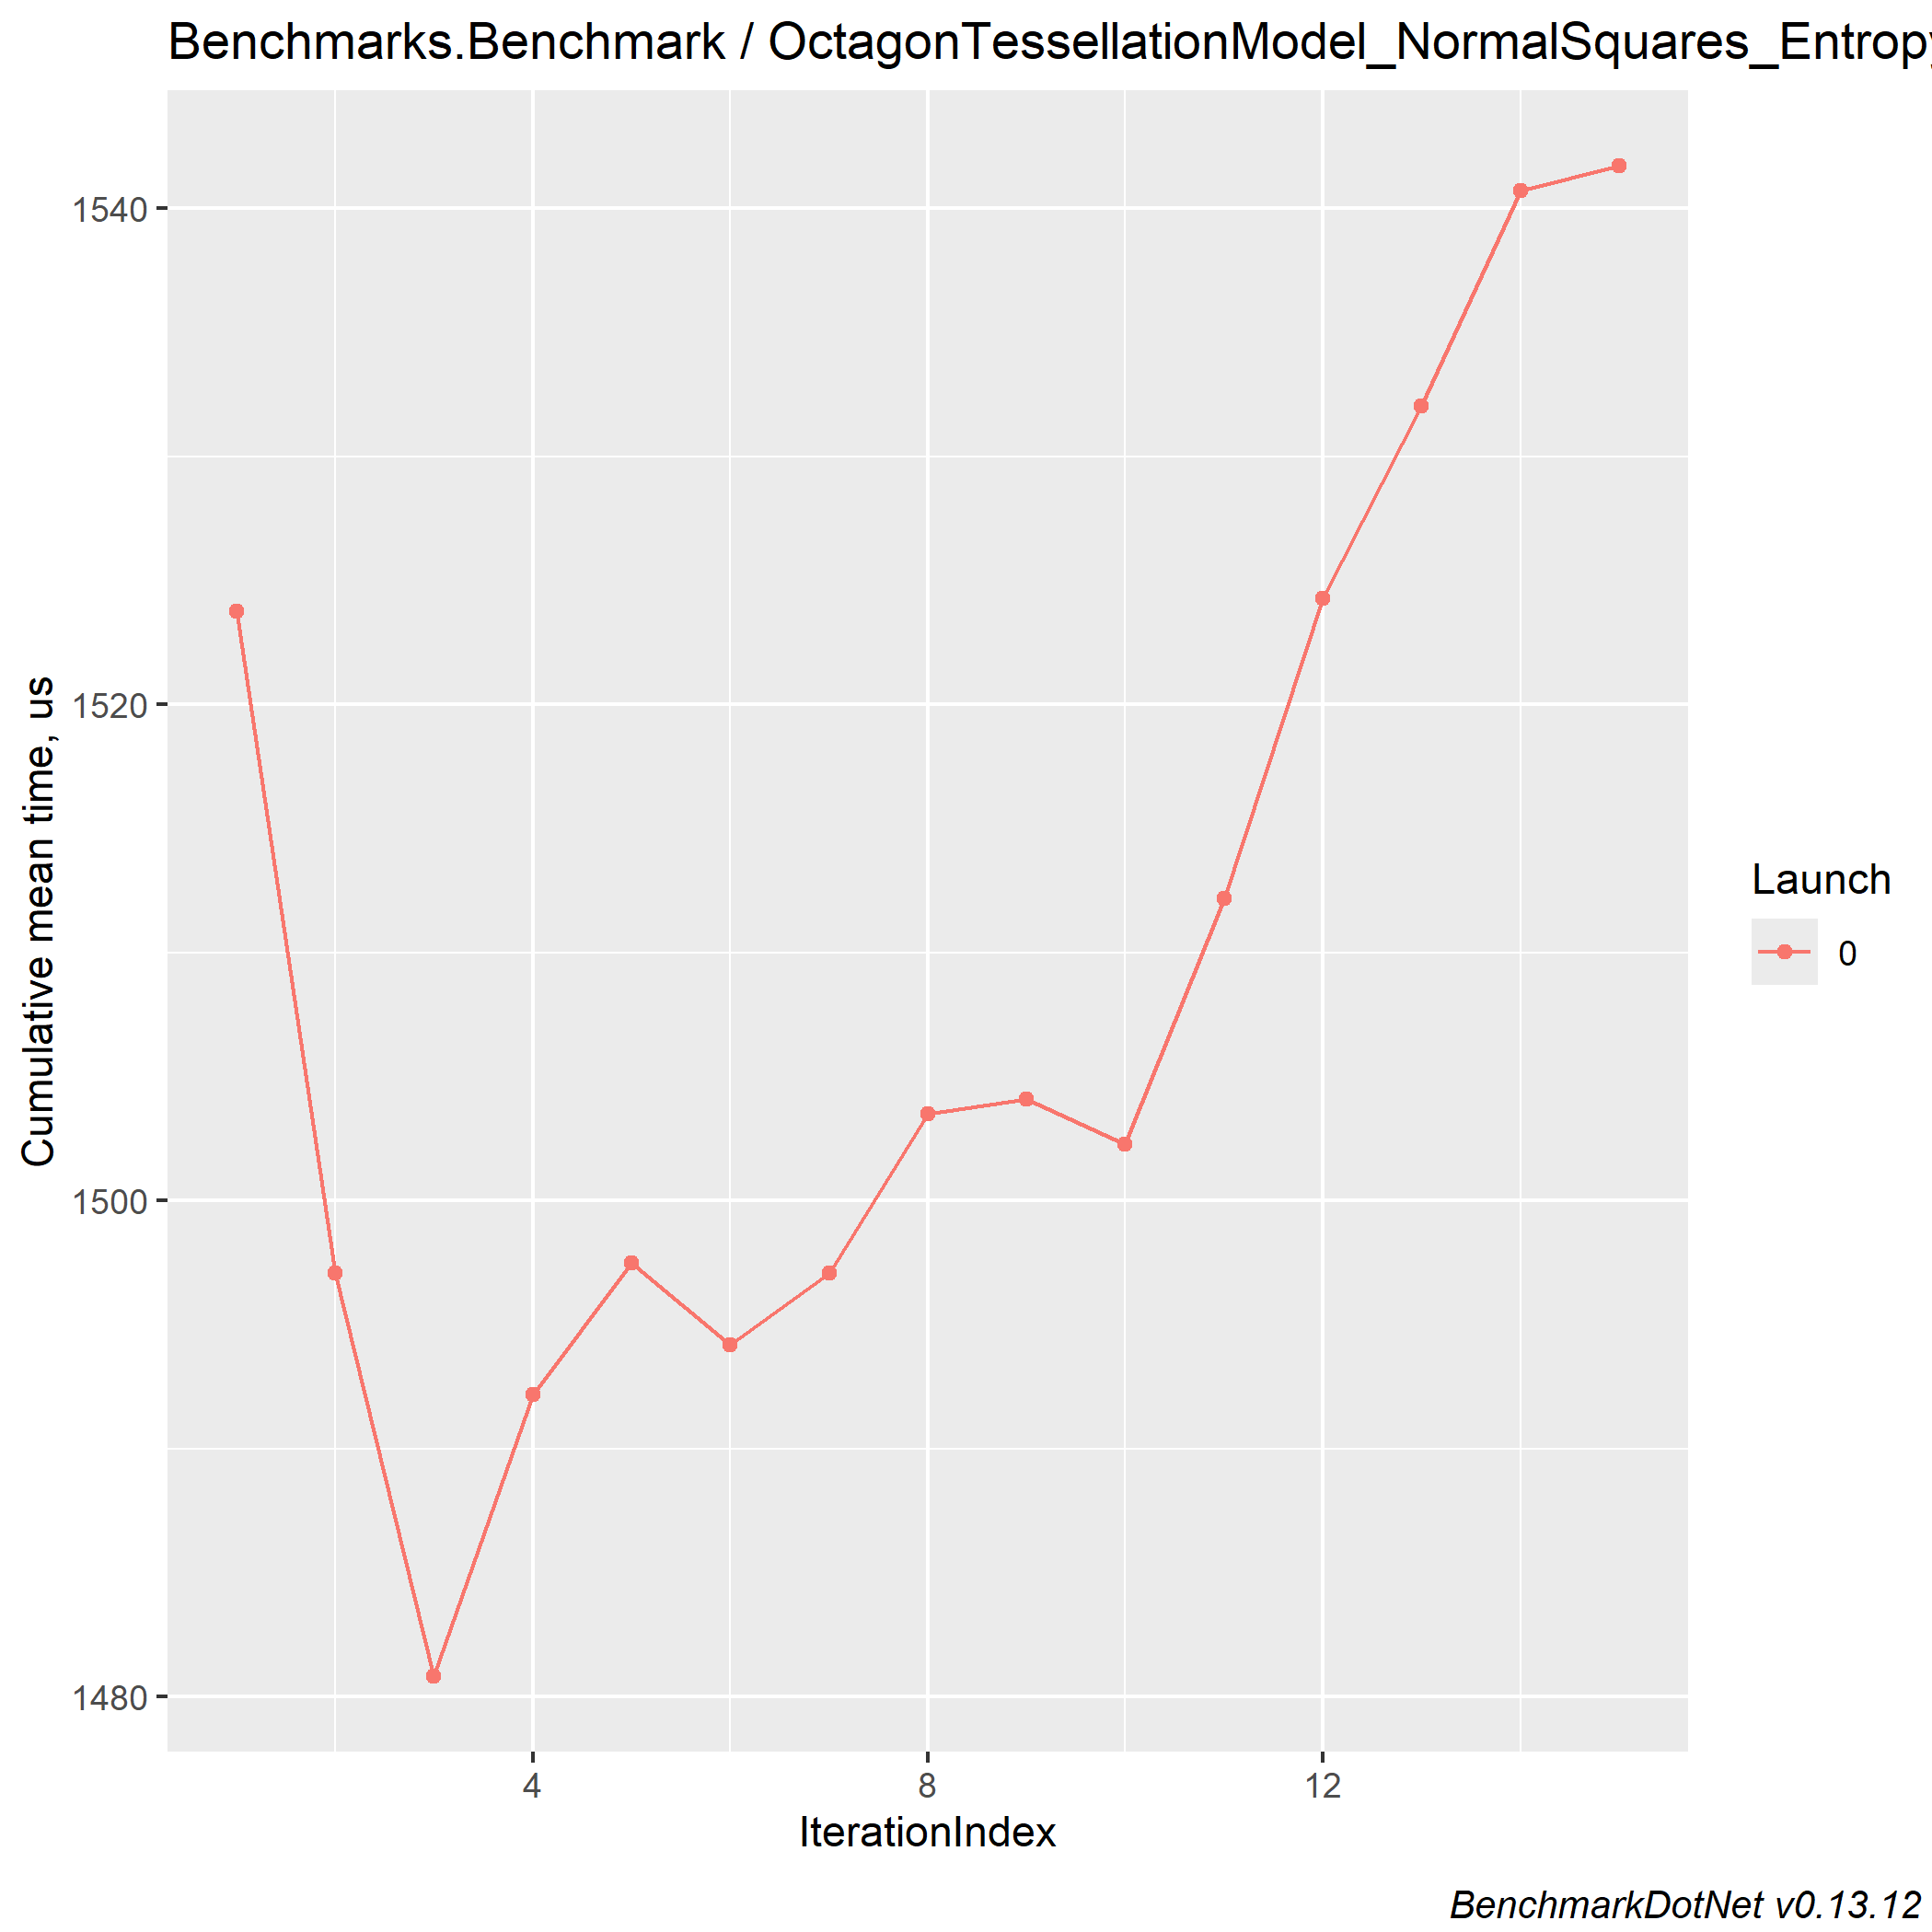 Benchmarks.Benchmark / OctagonTessellationModel_NormalSquares_Entropy
1540
1520
1500
1480
Cumulative mean time, us
4 8 12
IterationIndex
Launch
0
BenchmarkDotNet v0.13.12